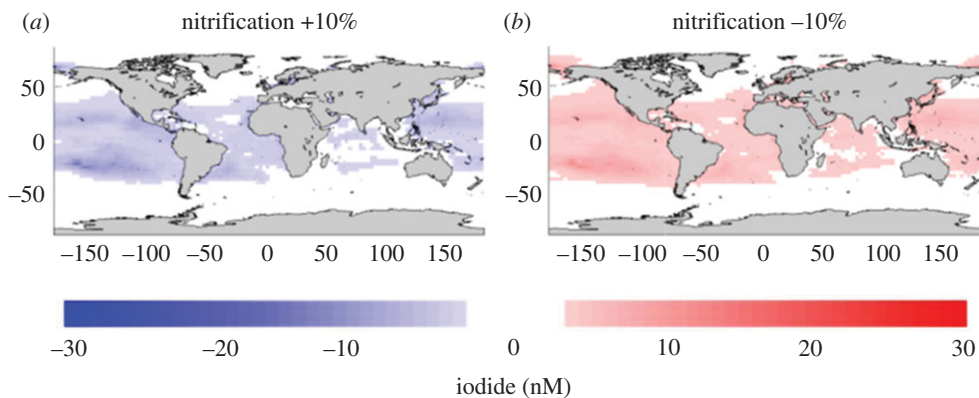 (a) nitrification +10%
(b) nitrification –10%
50
0
–50
–150 –100 –50 0 50 100 150
50
0
–50
–150 –100 –50 0 50 100 150
–30 –20 –10 0 10 20 30
iodide (nM)